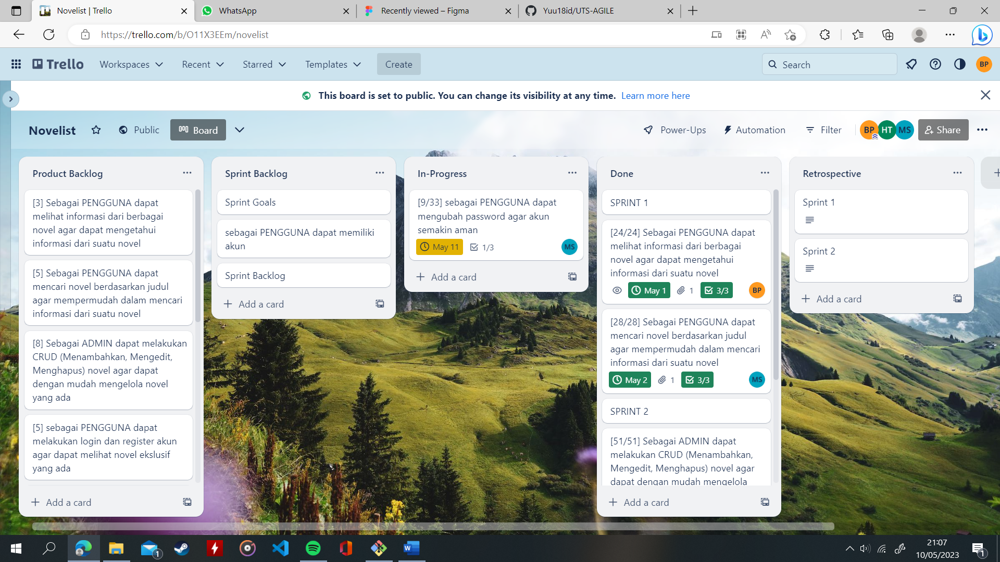 Novelist | Trello
WhatsApp
Recently viewed – Figma
Yuu18id/UTS-AGILE
https://trello.com/b/O11X3EEm/novelist
Trello
Workspaces
Recent
Starred
Templates
Create
Search
BP
This board is set to public. You can change its visibility at any time. Learn more here
Novelist
Public
Board
Power-Ups
Automation
Filter
BP
HT
MS
Share
Product Backlog
[3] Sebagai PENGGUNA dapat
melihat informasi dari berbagai
novel agar dapat mengetahui
informasi dari suatu novel
[5] Sebagai PENGGUNA dapat
mencari novel berdasarkan judul
agar mempermudah dalam mencari
informasi dari suatu novel
[8] Sebagai ADMIN dapat melakukan
CRUD (Menambahkan, Mengedit,
Menghapus) novel agar dapat
dengan mudah mengelola novel
yang ada
[5] sebagai PENGGUNA dapat
melakukan login dan register akun
agar dapat melihat novel ekslusif
yang ada
Add a card
Sprint Backlog
Sprint Goals
sebagai PENGGUNA dapat memiliki
akun
Sprint Backlog
Add a card
In-Progress
[9/33] sebagai PENGGUNA dapat
mengubah password agar akun
semakin aman
May 11
1/3
MS
Add a card
Done
SPRINT 1
[24/24] Sebagai PENGGUNA dapat
melihat informasi dari berbagai
novel agar dapat mengetahui
informasi dari suatu novel
May 1
1
3/3
BP
[28/28] Sebagai PENGGUNA dapat
mencari novel berdasarkan judul
agar mempermudah dalam mencari
informasi dari suatu novel
May 2
1
3/3
MS
SPRINT 2
[51/51] Sebagai ADMIN dapat
melakukan CRUD (Menambahkan,
Mengedit, Menghapus) novel agar
dapat dengan mudah mengelola
Add a card
Retrospective
Sprint 1
Sprint 2
Add a card
1
21:07
10/05/2023
1